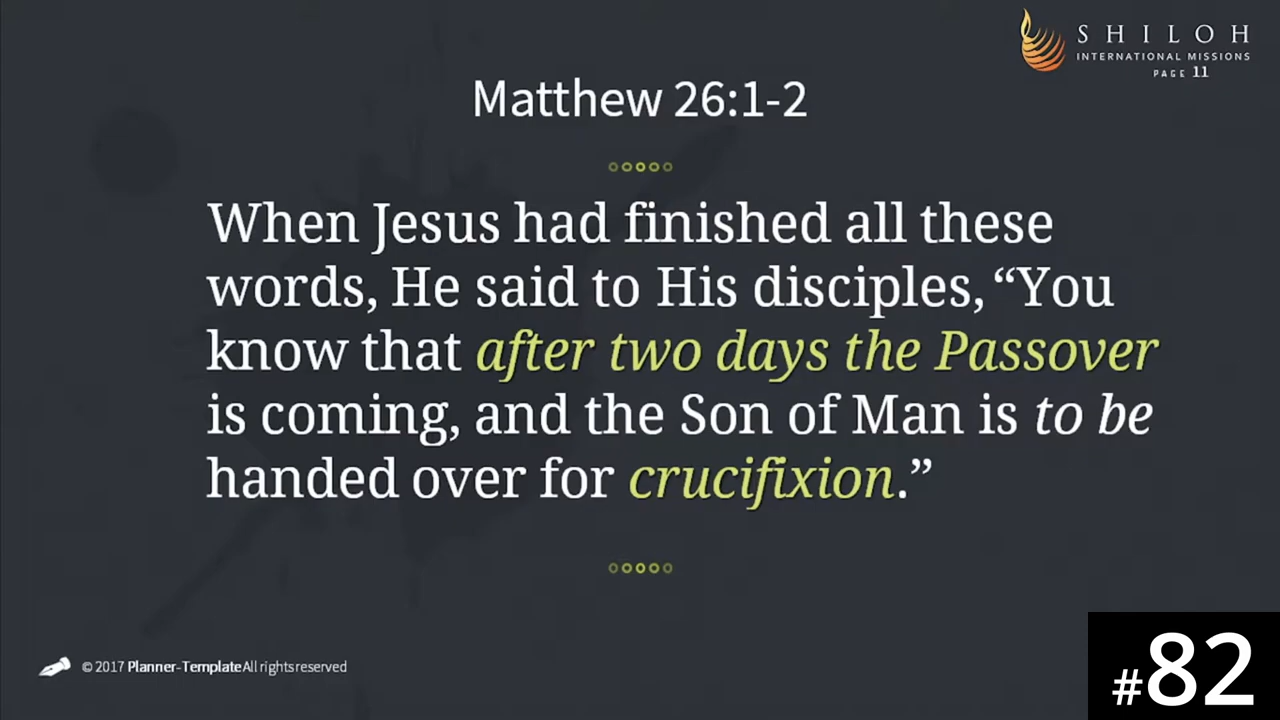 SHILOH
INTERNATIONAL MISSIONS
PAGE 11
Matthew 26:1-2
When Jesus had finished all these
words, He said to His disciples, “You
know that after two days the Passover
is coming, and the Son of Man is to be
handed over for crucifixion.”
© 2017 Planner-Template All rights reserved
#82